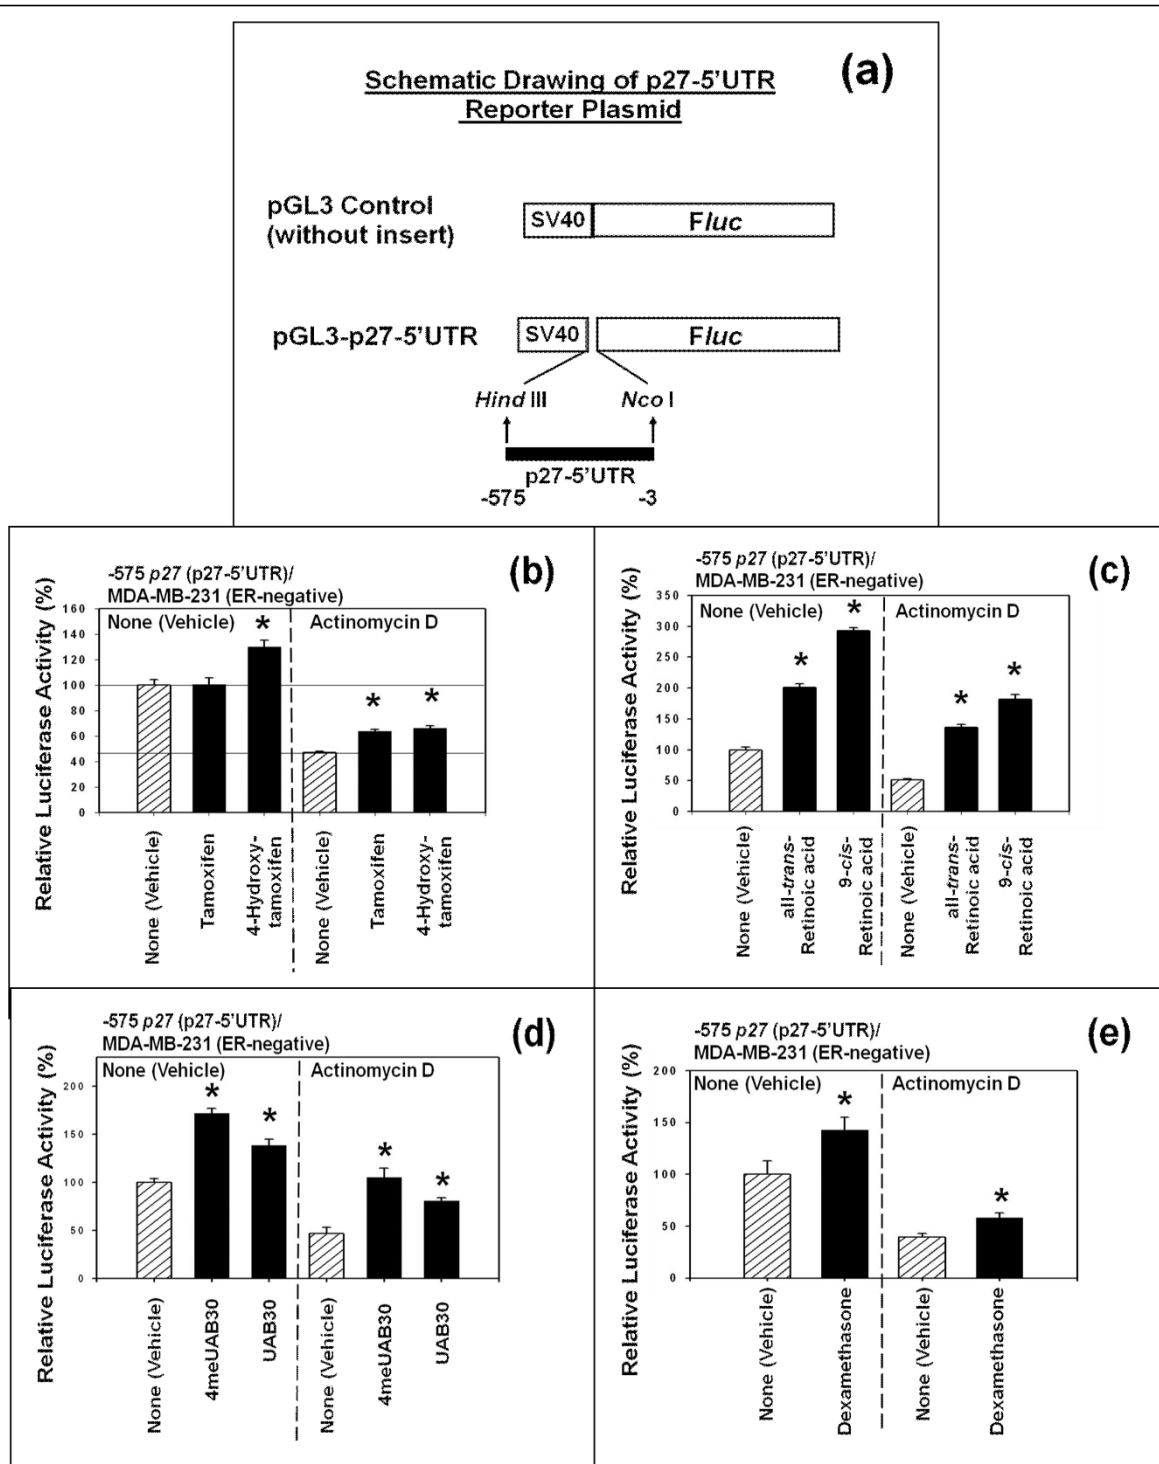 (a)
Schematic Drawing of p27-5'UTR
Reporter Plasmid
pGL3 Control
(without insert)
SV40
Fluc
pGL3-p27-5'UTR
SV40
Fluc
Hind III
Nco I
p27-5'UTR
-575
-3
(b)
-575 p27 (p27-5'UTR)/
MDA-MB-231 (ER-negative)
None (Vehicle)
Actinomycin D
Relative Luciferase Activity (%)
160
140
120
100
80
60
40
20
0
*
*
*
None (Vehicle)
Tamoxifen
4-Hydroxy-
tamoxifen
None (Vehicle)
Tamoxifen
4-Hydroxy-
tamoxifen
(c)
-575 p27 (p27-5'UTR)/
MDA-MB-231 (ER-negative)
None (Vehicle)
Actinomycin D
Relative Luciferase Activity (%)
350
300
250
200
150
100
50
0
*
*
*
*
None (Vehicle)
all-trans-
Retinoic acid
9-cis-
Retinoic acid
None (Vehicle)
all-trans-
Retinoic acid
9-cis-
Retinoic acid
(d)
-575 p27 (p27-5'UTR)/
MDA-MB-231 (ER-negative)
None (Vehicle)
Actinomycin D
Relative Luciferase Activity (%)
200
150
100
50
0
*
*
*
*
None (Vehicle)
4meUAB30
UAB30
None (Vehicle)
4meUAB30
UAB30
(e)
-575 p27 (p27-5'UTR)/
MDA-MB-231 (ER-negative)
None (Vehicle)
Actinomycin D
Relative Luciferase Activity (%)
200
150
100
50
0
*
*
None (Vehicle)
Dexamethasone
None (Vehicle)
Dexamethasone